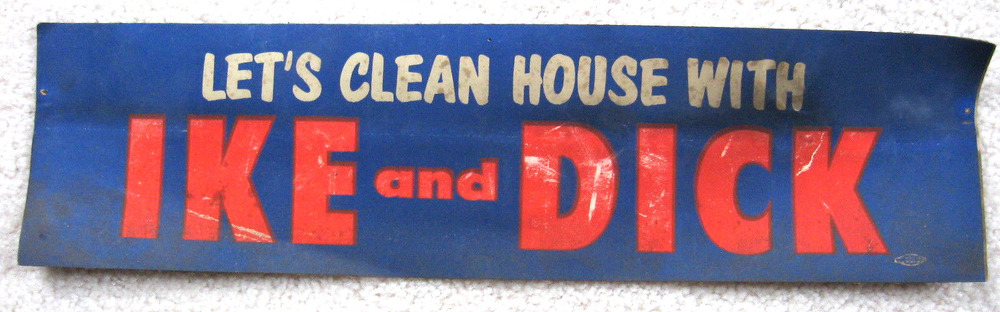 LET'S CLEAN HOUSE WITH
IKE and DICK